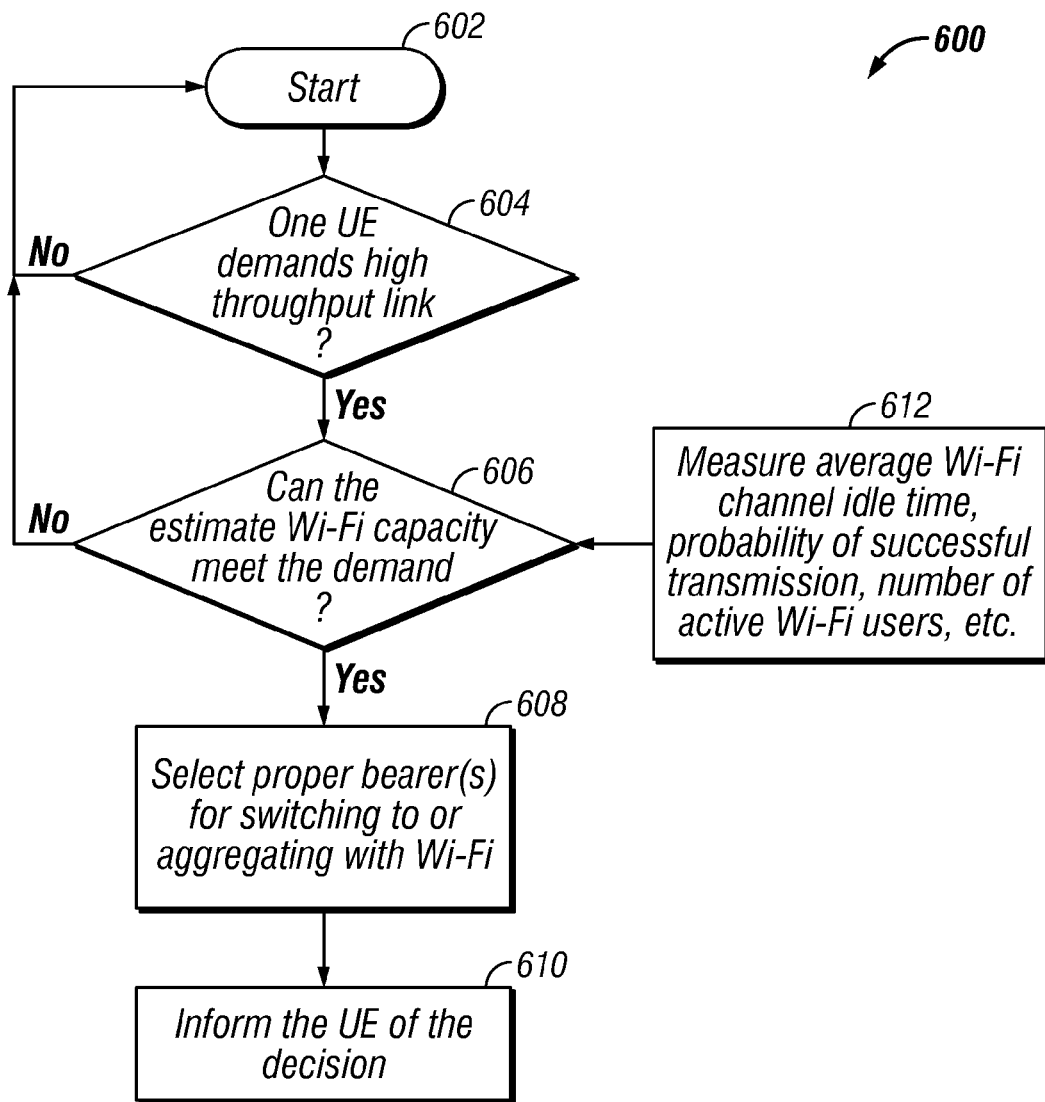 602
600
Start
604
One UE
demands high
throughput link
?
No
Yes
606
612
Can the
estimate Wi-Fi capacity
meet the demand
?
No
Measure average Wi-Fi
channel idle time,
probability of successful
transmission, number of
active Wi-Fi users, etc.
Yes
608
Select proper bearer(s)
for switching to or
aggregating with Wi-Fi
610
Inform the UE of the
decision